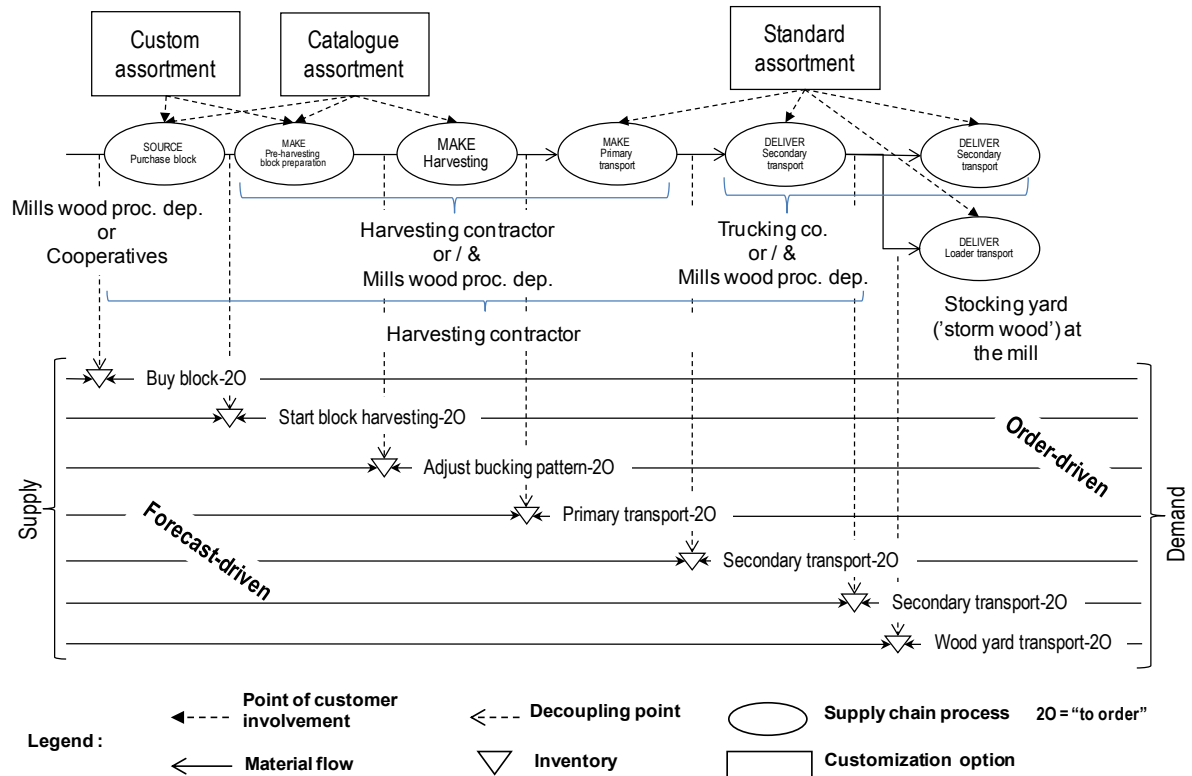 Custom
assortment
Catalogue
assortment
Standard
assortment
SOURCE
Purchase block
MAKE
Pre-harvesting
block preparation
MAKE
Harvesting
MAKE
Primary
transport
DELIVER
Secondary
transport
DELIVER
Secondary
transport
Mills wood proc. dep.
or
Cooperatives
Harvesting contractor
or / &
Mills wood proc. dep.
Trucking co.
or / &
Mills wood proc. dep.
DELIVER
Loader transport
Harvesting contractor
Stocking yard
('storm wood') at
the mill
Supply
Buy block-2O
Start block harvesting-2O
Adjust bucking pattern-2O
Primary transport-2O
Secondary transport-2O
Secondary transport-2O
Wood yard transport-2O
Forecast-driven
Order-driven
Demand
Legend :
Point of customer
involvement
Decoupling point
Supply chain process
2O = “to order”
Material flow
Inventory
Customization option